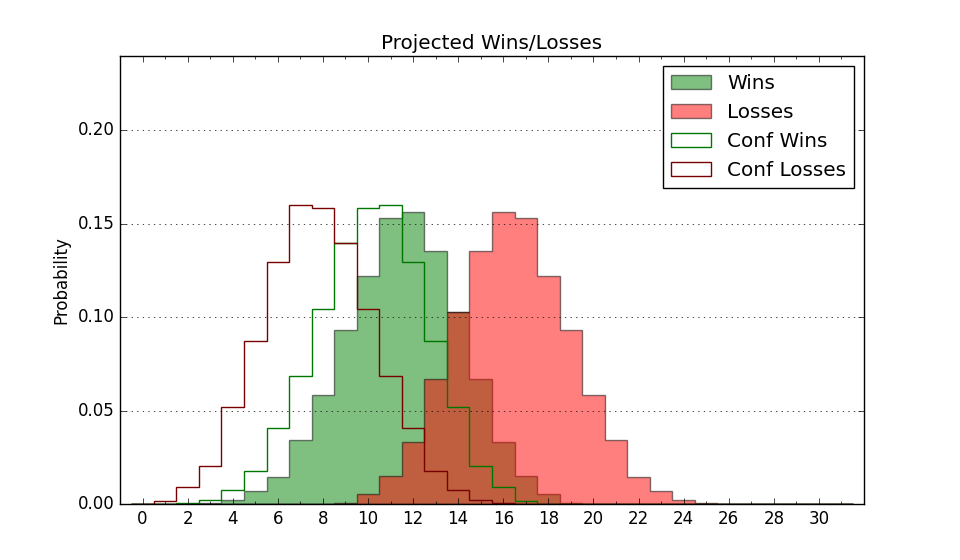 Projected Wins/Losses
Wins
Losses
Conf Wins
Conf Losses
Probability
0.20
0.15
0.10
0.05
0.00
0 2 4 6 8 10 12 14 16 18 20 22 24 26 28 30